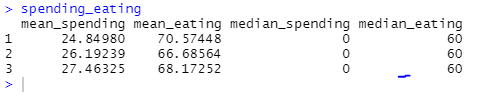 > spending_eating
mean_spending mean_eating median_spending median_eating
1 24.84980 70.57448 0 60
2 26.19239 66.68564 0 60
3 27.46325 68.17252 0 60
>